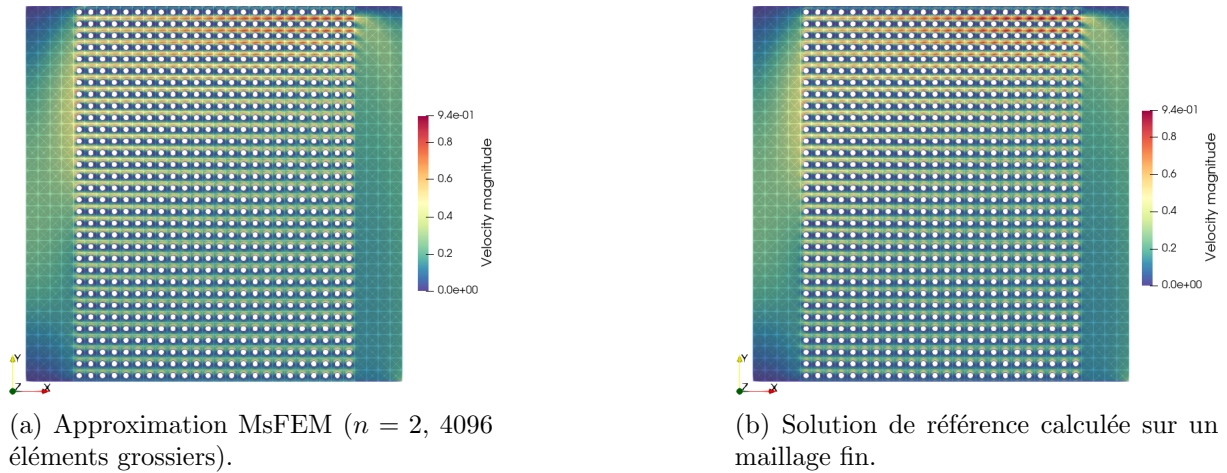 9.4e-01
0.8
0.6
0.4
0.2
0.0e+00
Velocity magnitude
Y
Z
X
(a) Approximation MsFEM (n = 2, 4096
éléments grossiers).
9.4e-01
0.8
0.6
0.4
0.2
0.0e+00
Velocity magnitude
Y
Z
X
(b) Solution de référence calculée sur un
maillage fin.